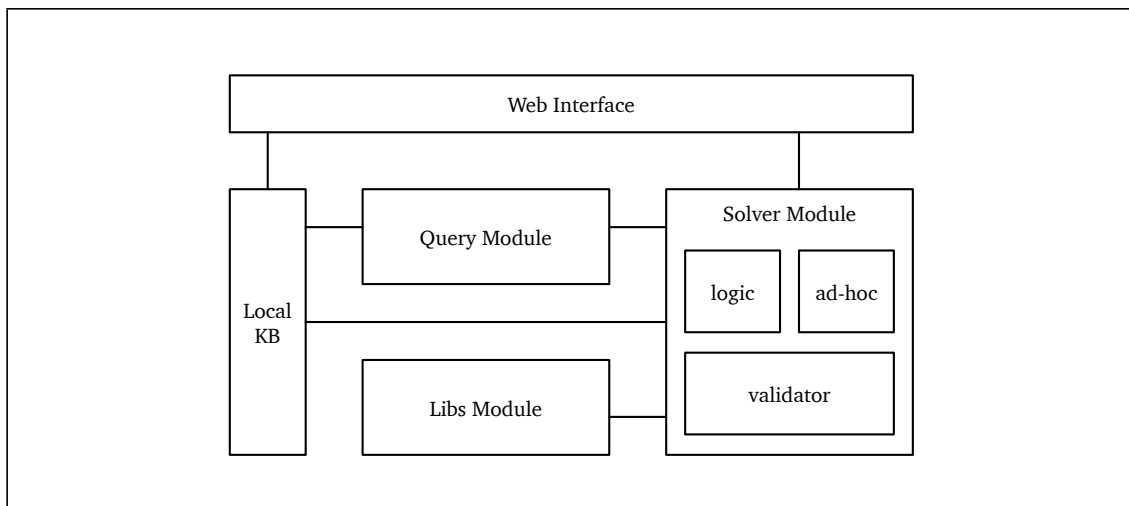 Web Interface
Solver Module
Query Module
logic
ad-hoc
Local
KB
validator
Libs Module